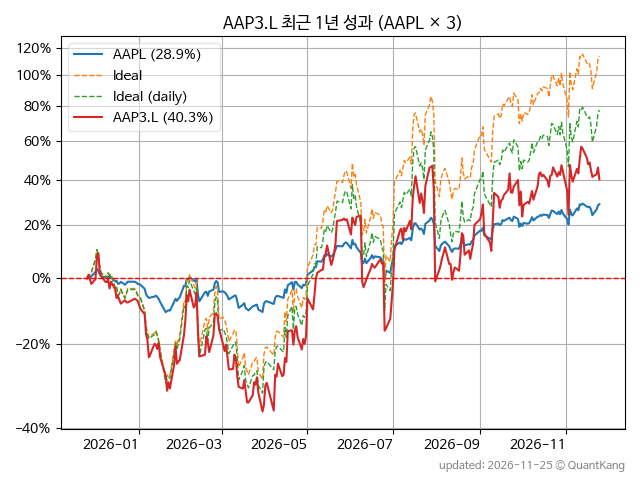 AAP3.L 최근 1년 성과 (AAPL × 3)
AAPL (28.9%)
Ideal
Ideal (daily)
AAP3.L (40.3%)
120%
100%
80%
60%
40%
20%
0%
−20%
−40%
2026-01
2026-03
2026-05
2026-07
2026-09
2026-11
updated: 2026-11-25 © QuantKang